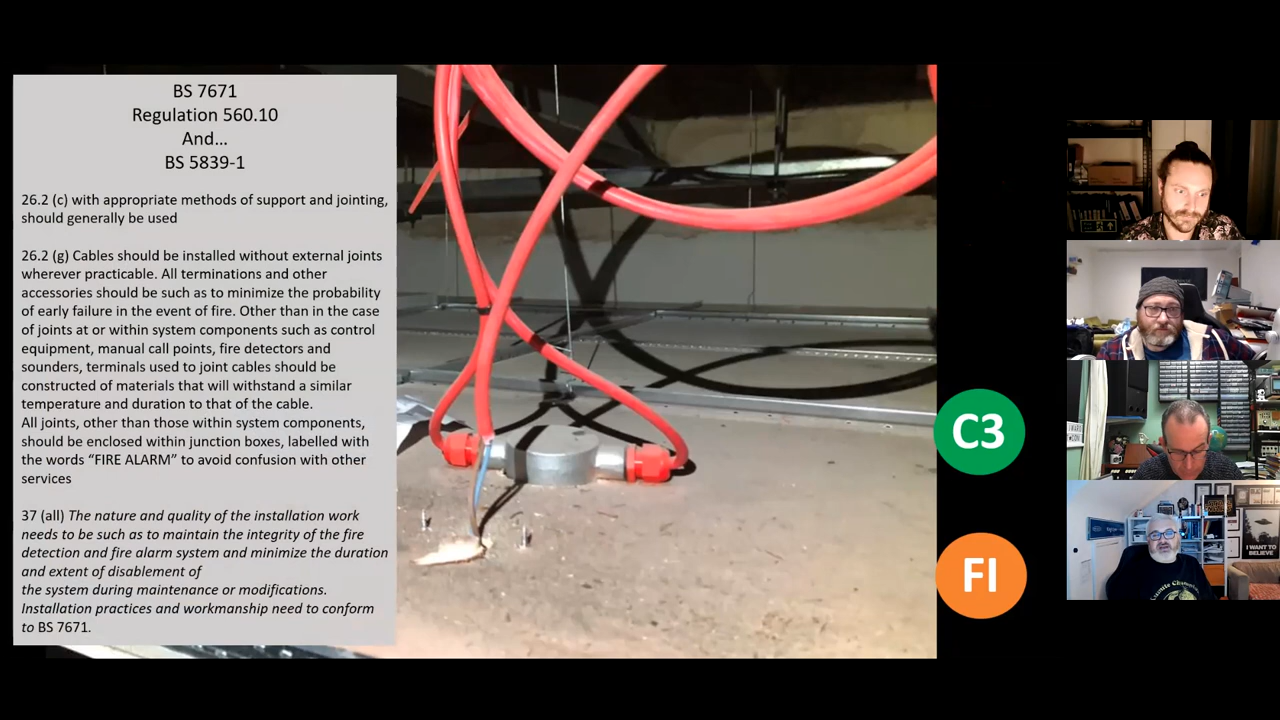 BS 7671
Regulation 560.10
And...
BS 5839-1
26.2 (c) with appropriate methods of support and jointing,
should generally be used
26.2 (g) Cables should be installed without external joints
wherever practicable. All terminations and other
accessories should be such as to minimize the probability
of early failure in the event of fire. Other than in the case
of joints at or within system components such as control
equipment, manual call points, fire detectors and
sounders, terminals used to joint cables should be
constructed of materials that will withstand a similar
temperature and duration to that of the cable.
All joints, other than those within system components,
should be enclosed within junction boxes, labelled with
the words “FIRE ALARM” to avoid confusion with other
services
37 (all) The nature and quality of the installation work
needs to be such as to maintain the integrity of the fire
detection and fire alarm system and minimize the duration
and extent of disablement of
the system during maintenance or modifications.
Installation practices and workmanship need to conform
to BS 7671.
C3
FI
I WANT TO
BELIEVE